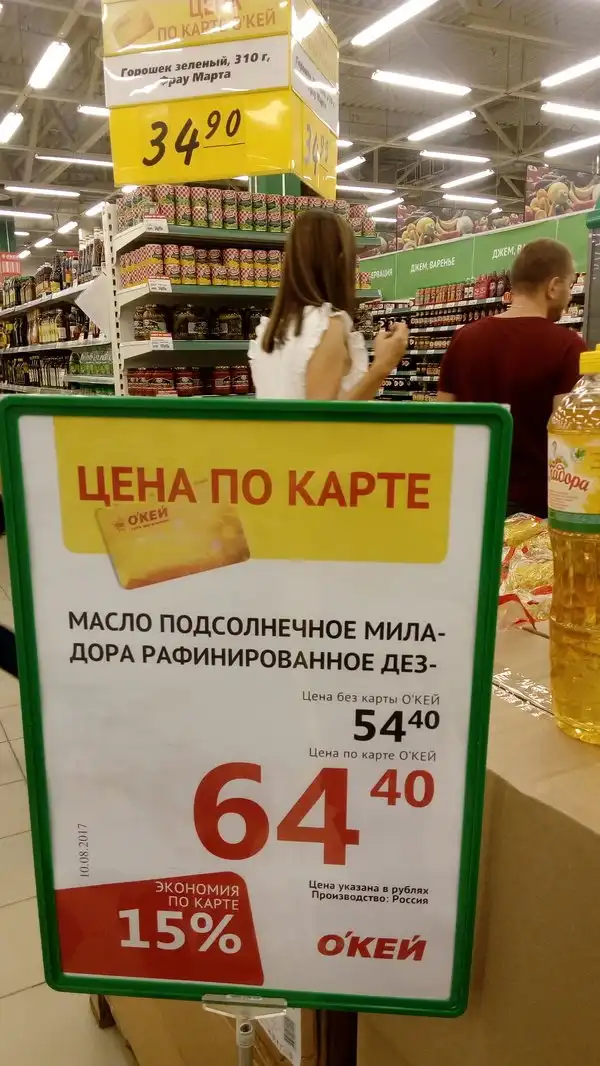 ЦЕНА
ПО КАРТЕ О'КЕЙ
Горошек зеленый, 310 г,
Фрау Марта
34 90
ДЖЕМ, ВАРЕНЬЕ
ДЖЕМ, В
ЦЕНА ПО КАРТЕ
О'КЕЙ
МАСЛО ПОДСОЛНЕЧНОЕ МИЛА-
ДОРА РАФИНИРОВАННОЕ ДЕЗ-
Цена без карты О'КЕЙ
54 40
Цена по карте О'КЕЙ
64 40
10.08.2017
ЭКОНОМИЯ
ПО КАРТЕ
15%
Цена указана в рублях
Производство: Россия
О'КЕЙ